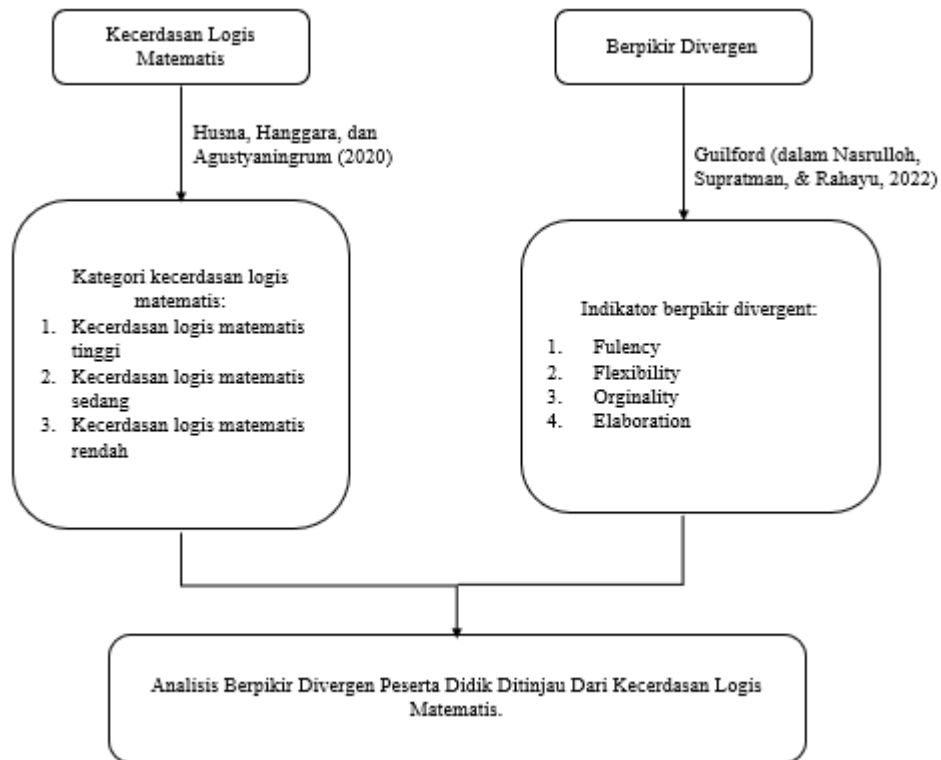 Kecerdasan Logis
Matematis
Berpikir Divergen
Husna, Hanggara, dan
Agustyaningrum (2020)
Guilford (dalam Nasrulloh,
Supratman, & Rahayu, 2022)
Kategori kecerdasan logis
matematis:
1. Kecerdasan logis matematis
tinggi
2. Kecerdasan logis matematis
sedang
3. Kecerdasan logis matematis
rendah
Indikator berpikir divergent:
1. Fulency
2. Flexibility
3. Orginality
4. Elaboration
Analisis Berpikir Divergen Peserta Didik Ditinjau Dari Kecerdasan Logis
Matematis.